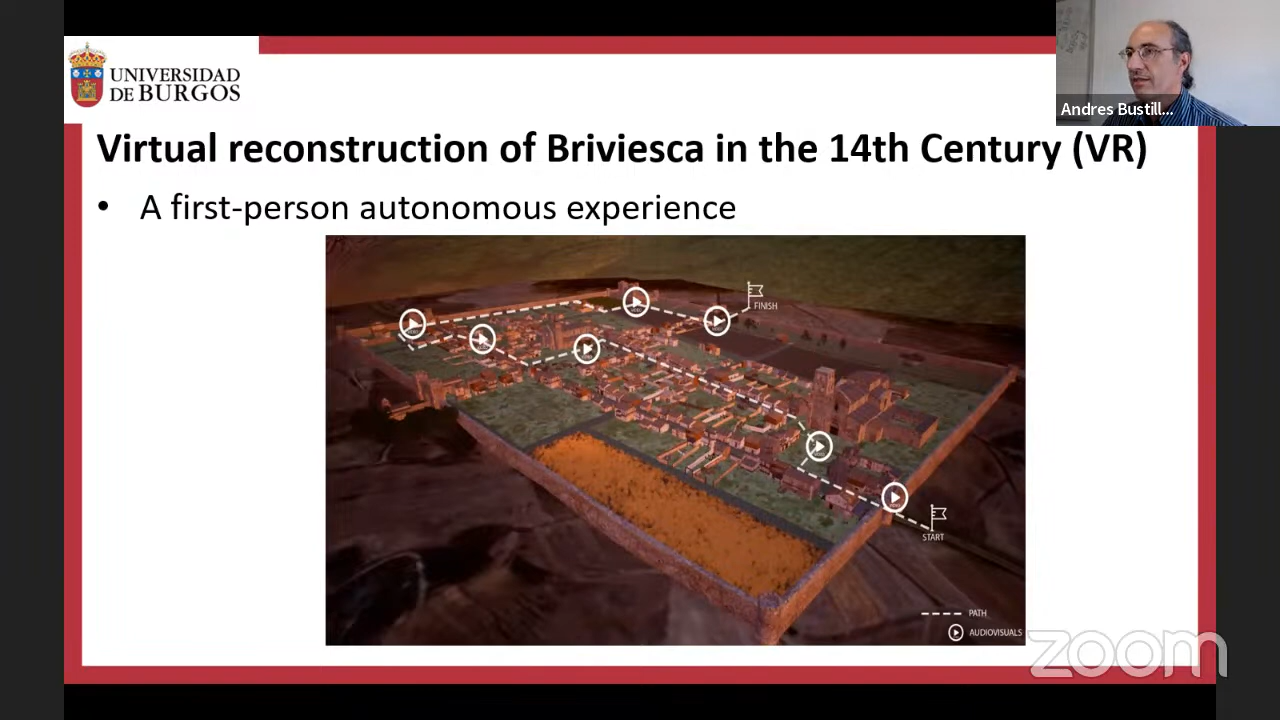 UNIVERSIDAD
DE BURGOS
Andres Bustill...
Virtual reconstruction of Briviesca in the 14th Century (VR)
• A first-person autonomous experience
FINISH
START
PATH
AUDIOVISUALS
zoom